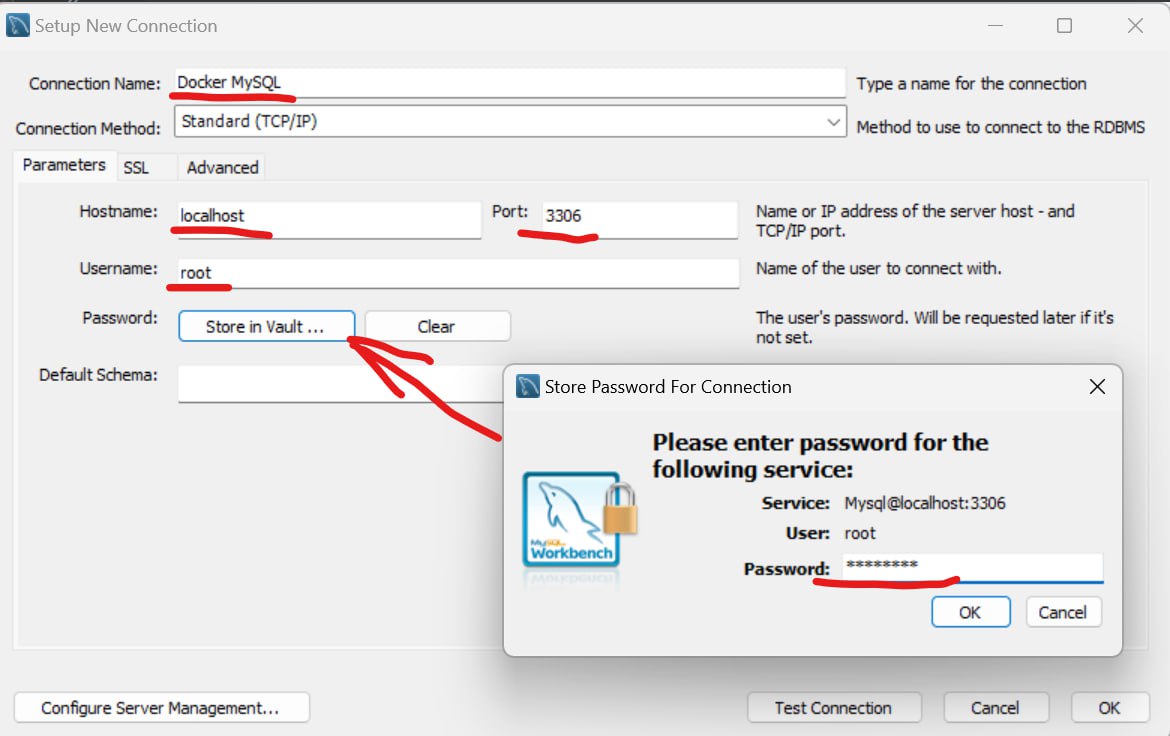 Setup New Connection
Connection Name: Docker MySQL Type a name for the connection
Connection Method: Standard (TCP/IP) Method to use to connect to the RDBMS
Parameters SSL Advanced
Hostname: localhost Port: 3306 Name or IP address of the server host - and
TCP/IP port.
Username: root Name of the user to connect with.
Password: Store in Vault ... Clear The user's password. Will be requested later if it's
not set.
Default Schema:
Store Password For Connection
Please enter password for the
following service:
Service: Mysql@localhost:3306
User: root
Password: ********
MySQL
Workbench
OK Cancel
Configure Server Management... Test Connection Cancel OK